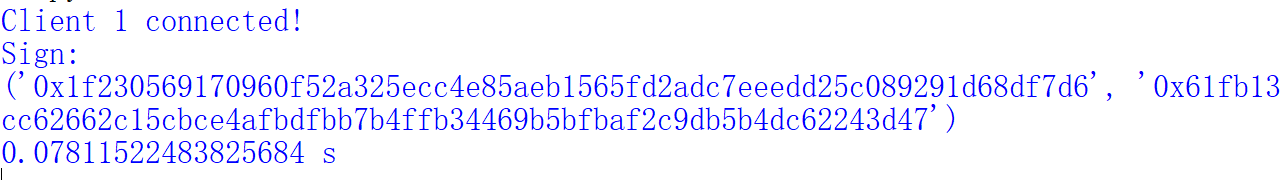 Client 1 connected!
Sign:
('0x1f230569170960f52a325ecc4e85aeb1565fd2adc7eeedd25c089291d68df7d6', '0x61fb13
cc62662c15cbce4afbdfbb7b4ffb34469b5bfbaf2c9db5b4dc62243d47')
0.07811522483825684 s